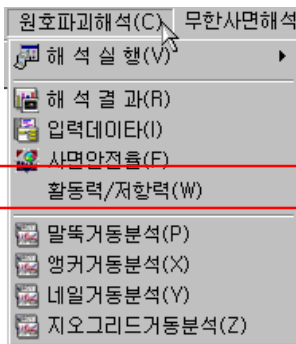 원호파괴해석(C) 무한사면해석
해 석 실 행(V)
해 석 결 과(R)
입력데이타(I)
사면안전율(F)
활동력/저항력(W)
말뚝거동분석(P)
앵커거동분석(X)
네일거동분석(Y)
지오그리드거동분석(Z)